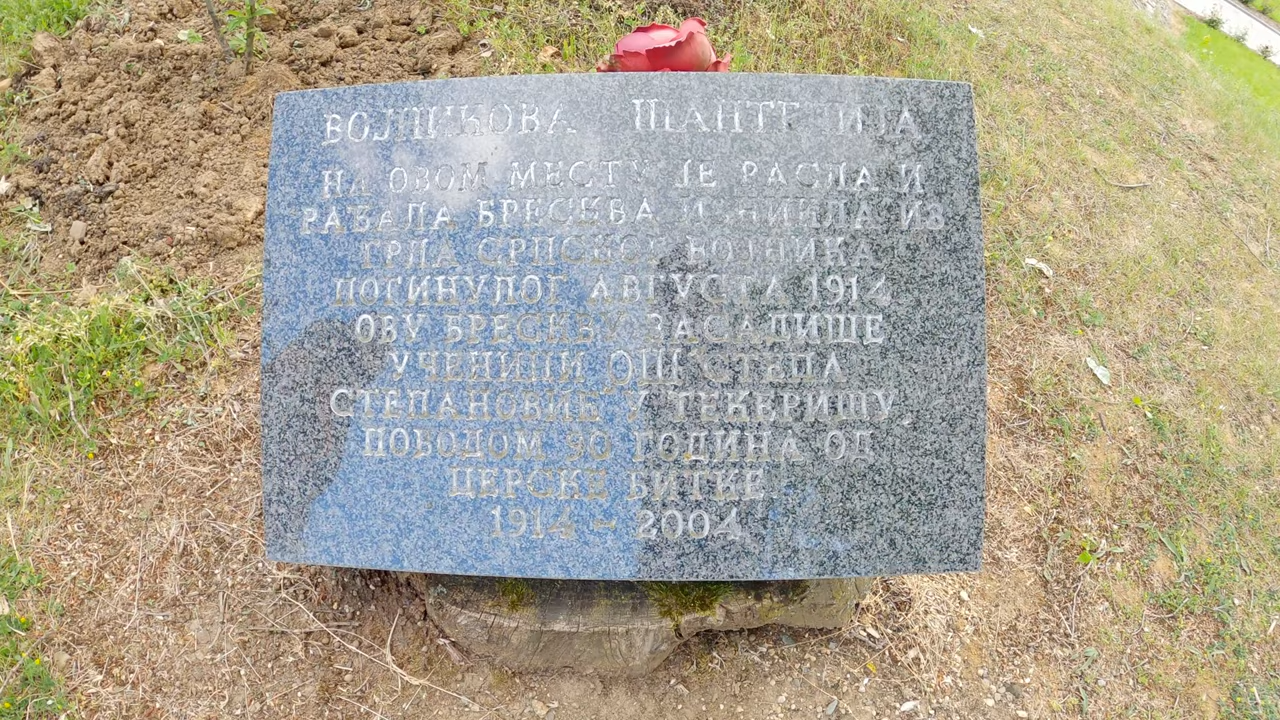 ВОЈНИКОВА ШАПТЕЛИЈА
НА ОВОМ МЕСТУ ЈЕ РАСЛА И
РАЂАЛА БРЕСКВА ИЗНИКЛА ИЗ
ГРЛА СРПСКОГ ВОЈНИКА
ПОГИНУЛОГ АВГУСТА 1914
ОВУ БРЕСКВУ ЗАСАДИШЕ
УЧЕНИЦИ ОШ СТЕПА
СТЕПАНОВИЋ У ТЕКЕРИШУ
ПОВОДОМ 90 ГОДИНА ОД
ЦЕРСКЕ БИТКЕ
1914 - 2004